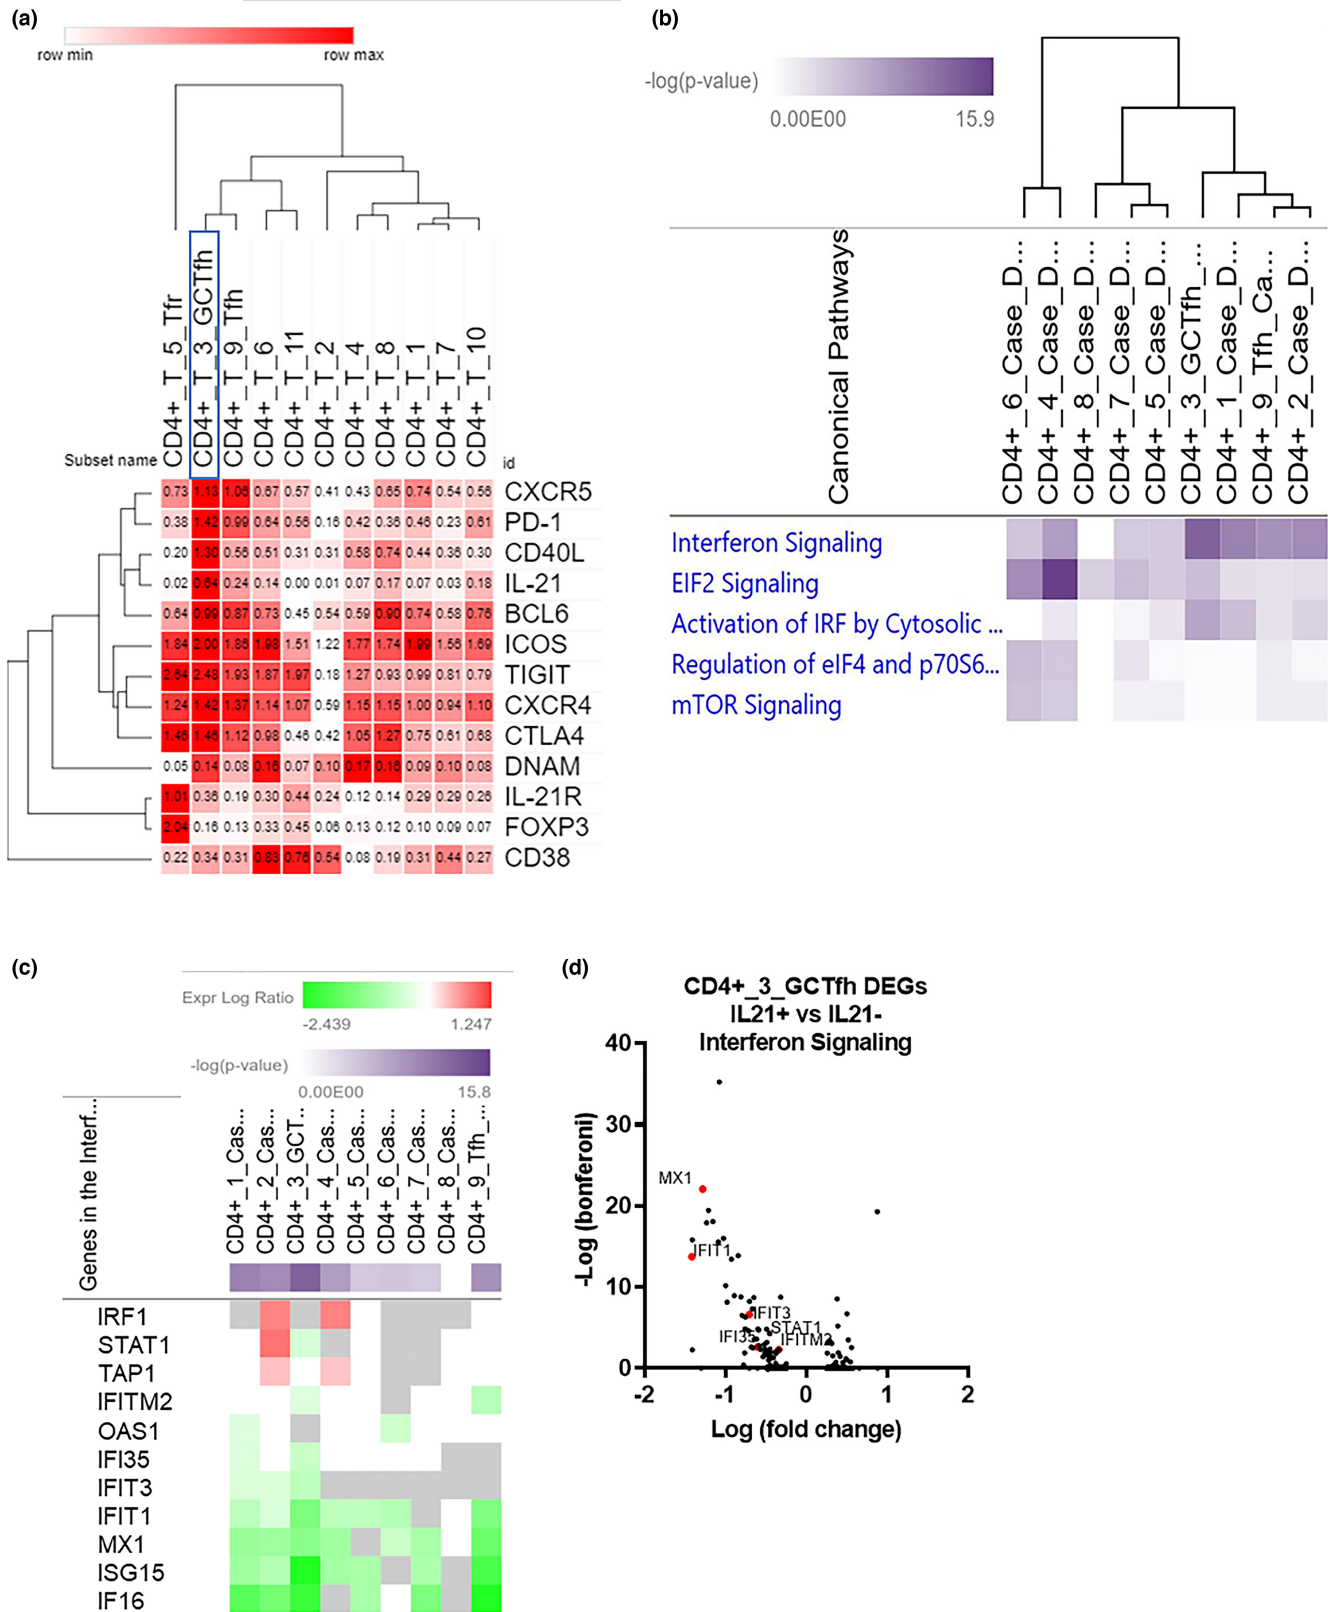 (a)
row min row max
CD4+_T_5_Tfr
CD4+_T_3_GCTfh
CD4+_T_9_Tfh
CD4+_T_6
CD4+_T_11
CD4+_T_2
CD4+_T_4
CD4+_T_8
CD4+_T_1
CD4+_T_7
CD4+_T_10
Subset name id
0.73 1.13 1.06 0.67 0.57 0.41 0.43 0.65 0.74 0.54 0.56 CXCR5
0.38 1.42 0.99 0.64 0.56 0.16 0.42 0.36 0.46 0.23 0.61 PD-1
0.20 1.30 0.56 0.51 0.31 0.31 0.58 0.74 0.44 0.36 0.30 CD40L
0.02 0.64 0.24 0.14 0.00 0.01 0.07 0.17 0.07 0.03 0.18 IL-21
0.64 0.99 0.87 0.73 0.45 0.54 0.59 0.90 0.74 0.58 0.76 BCL6
1.84 2.00 1.86 1.98 1.51 1.22 1.77 1.74 1.99 1.56 1.69 ICOS
2.64 2.48 1.93 1.87 1.97 0.18 1.27 0.93 0.99 0.81 0.79 TIGIT
1.24 1.42 1.37 1.14 1.07 0.59 1.15 1.15 1.00 0.94 1.10 CXCR4
1.46 1.46 1.12 0.98 0.46 0.42 1.05 1.27 0.75 0.61 0.68 CTLA4
0.05 0.14 0.08 0.16 0.07 0.10 0.17 0.16 0.09 0.10 0.08 DNAM
1.01 0.36 0.19 0.30 0.44 0.24 0.12 0.14 0.29 0.29 0.26 IL-21R
2.04 0.16 0.13 0.33 0.45 0.06 0.13 0.12 0.10 0.09 0.07 FOXP3
0.22 0.34 0.31 0.83 0.76 0.54 0.08 0.19 0.31 0.44 0.27 CD38
(b)
-log(p-value)
0.00E00 15.9
Canonical Pathways
CD4+_6_Case_D...
CD4+_4_Case_D...
CD4+_8_Case_D...
CD4+_7_Case_D...
CD4+_5_Case_D...
CD4+_3_GCTfh_...
CD4+_1_Case_D...
CD4+_9_Tfh_Ca...
CD4+_2_Case_D...
Interferon Signaling
EIF2 Signaling
Activation of IRF by Cytosolic ...
Regulation of eIF4 and p70S6...
mTOR Signaling
(c)
Expr Log Ratio
-2.439 1.247
-log(p-value)
0.00E00 15.8
Genes in the Interf...
CD4+_1_Cas...
CD4+_2_Cas...
CD4+_3_GCT...
CD4+_4_Cas...
CD4+_5_Cas...
CD4+_6_Cas...
CD4+_7_Cas...
CD4+_8_Cas...
CD4+_9_Tfh_...
IRF1
STAT1
TAP1
IFITM2
OAS1
IFI35
IFIT3
IFIT1
MX1
ISG15
IF16
(d)
CD4+_3_GCTfh DEGs
IL21+ vs IL21-
Interferon Signaling
-Log (bonferoni)
40
30
20
10
0
MX1
IFIT1
IFIT3
STAT1
IFI35
IFITM2
-2 -1 0 1 2
Log (fold change)